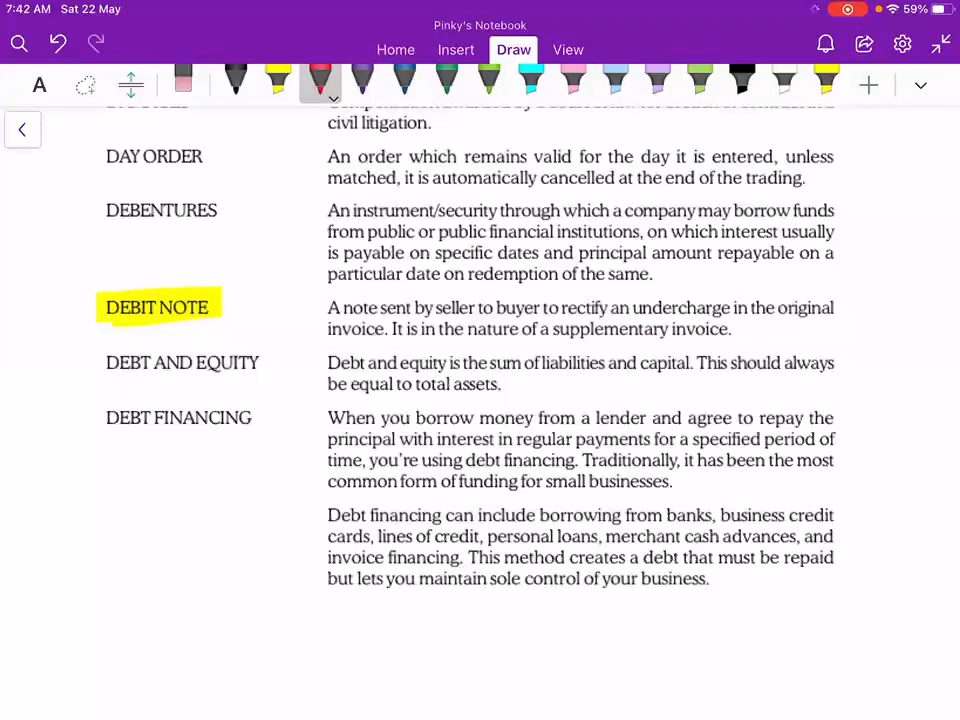 7:42 AM Sat 22 May
59%
Pinky's Notebook
Home Insert Draw View
A
civil litigation.
DAY ORDER An order which remains valid for the day it is entered, unless
matched, it is automatically cancelled at the end of the trading.
DEBENTURES An instrument/security through which a company may borrow funds
from public or public financial institutions, on which interest usually
is payable on specific dates and principal amount repayable on a
particular date on redemption of the same.
DEBIT NOTE A note sent by seller to buyer to rectify an undercharge in the original
invoice. It is in the nature of a supplementary invoice.
DEBT AND EQUITY Debt and equity is the sum of liabilities and capital. This should always
be equal to total assets.
DEBT FINANCING When you borrow money from a lender and agree to repay the
principal with interest in regular payments for a specified period of
time, you're using debt financing. Traditionally, it has been the most
common form of funding for small businesses.
Debt financing can include borrowing from banks, business credit
cards, lines of credit, personal loans, merchant cash advances, and
invoice financing. This method creates a debt that must be repaid
but lets you maintain sole control of your business.